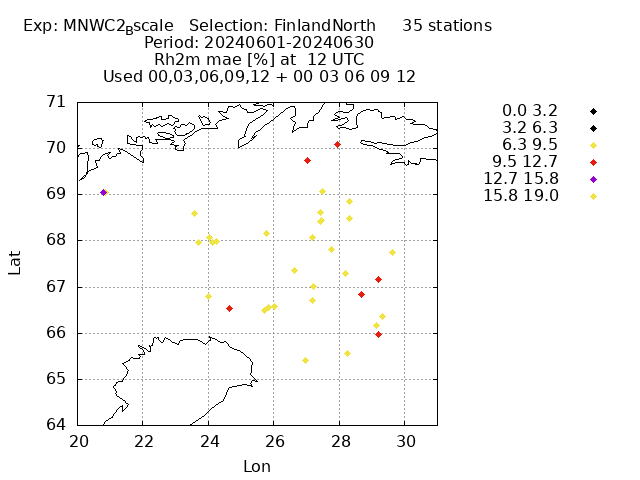 Exp: MNWC2Bscale Selection: FinlandNorth 35 stations
Period: 20240601-20240630
Rh2m mae [%] at 12 UTC
Used 00,03,06,09,12 + 00 03 06 09 12
0.0 3.2
3.2 6.3
6.3 9.5
9.5 12.7
12.7 15.8
15.8 19.0
71
70
69
68
67
66
65
64
Lat
20 22 24 26 28 30
Lon